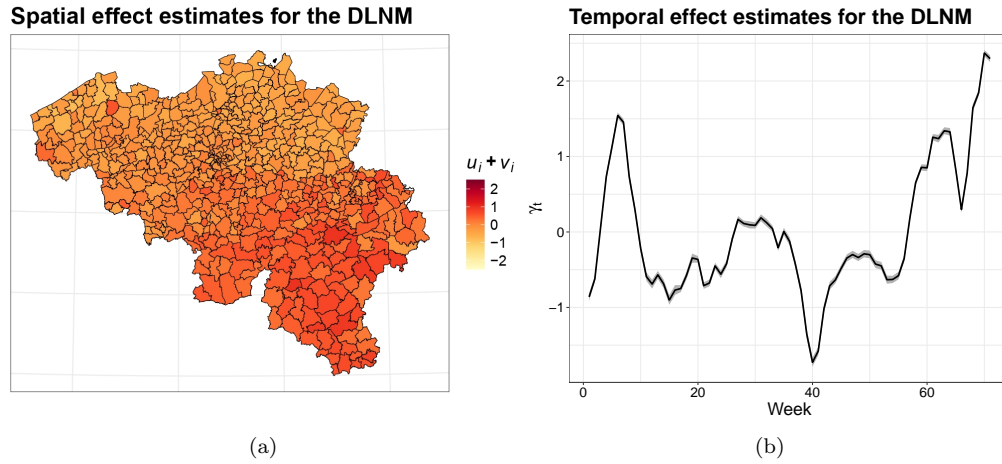 Spatial effect estimates for the DLNM
u_i + v_i
2
1
0
−1
−2
(a)
Temporal effect estimates for the DLNM
γ_t
2
1
0
−1
0
20
40
60
Week
(b)